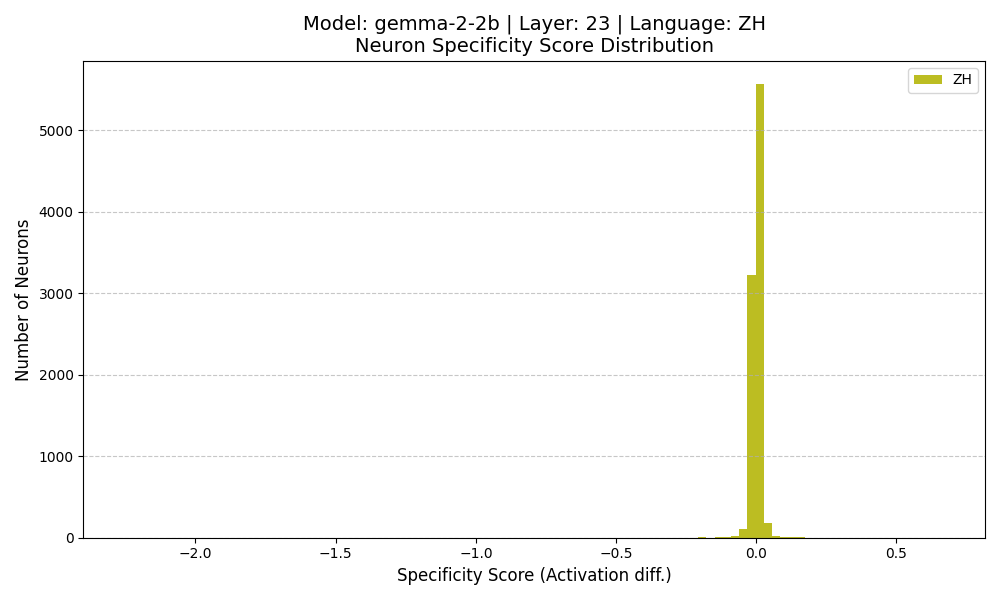 Model: gemma-2-2b | Layer: 23 | Language: ZH
Neuron Specificity Score Distribution
ZH
Number of Neurons
5000
4000
3000
2000
1000
0
−2.0 −1.5 −1.0 −0.5 0.0 0.5
Specificity Score (Activation diff.)